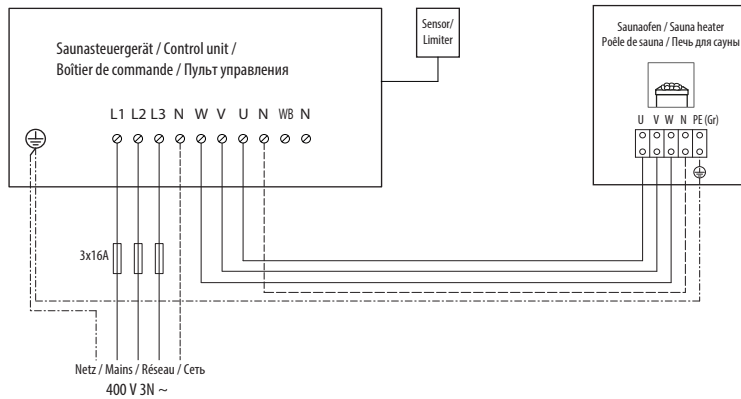 Saunasteuergerät / Control unit /
Boîtier de commande / Пульт управления
L1 L2 L3 N W V U N WB N
Sensor/
Limiter
Saunaofen / Sauna heater
Poêle de sauna / Печь для сауны
U V W N PE (Gr)
3x16A
Netz / Mains / Réseau / Сеть
400 V 3N ~